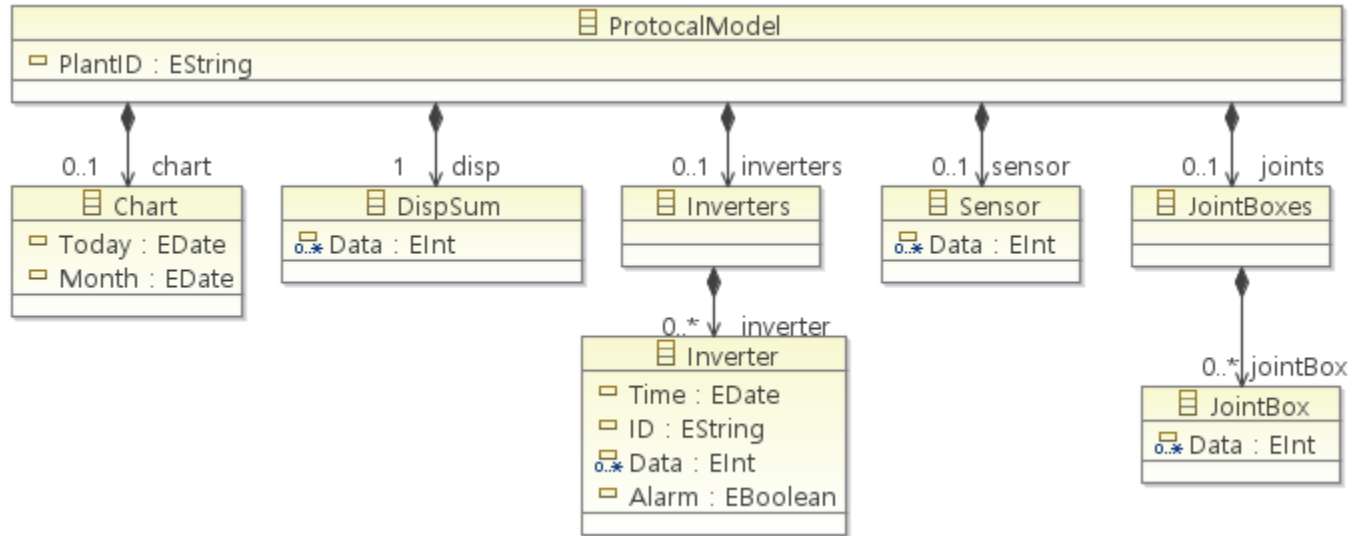 ProtocalModel
PlantID : EString
0..1 chart
1 disp
0..1 inverters
0..1 sensor
0..1 joints
Chart
Today : EDate
Month : EDate
DispSum
0..* Data : EInt
Inverters
Sensor
0..* Data : EInt
JointBoxes
0..* inverter
Inverter
Time : EDate
ID : EString
0..* Data : EInt
Alarm : EBoolean
0..* jointBox
JointBox
0..* Data : EInt